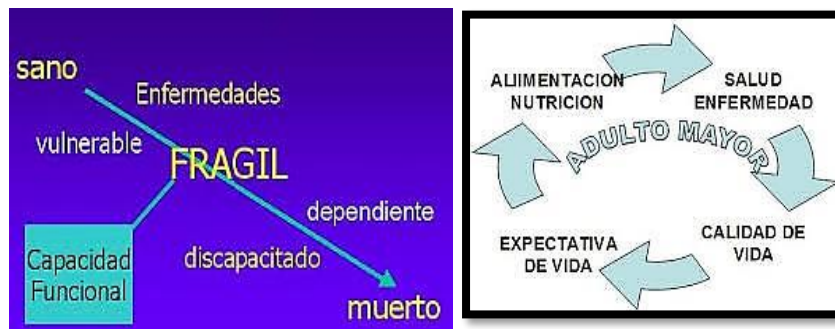 sano
Enfermedades
vulnerable
FRAGIL
dependiente
Capacidad
Funcional
discapacitado
muerto
ALIIMENTACION
NUTRICION
SALUD
ENFERMEDAD
ADULTO MAYOR
EXPECTATIVA
DE VIDA
CALIDAD DE
VIDA